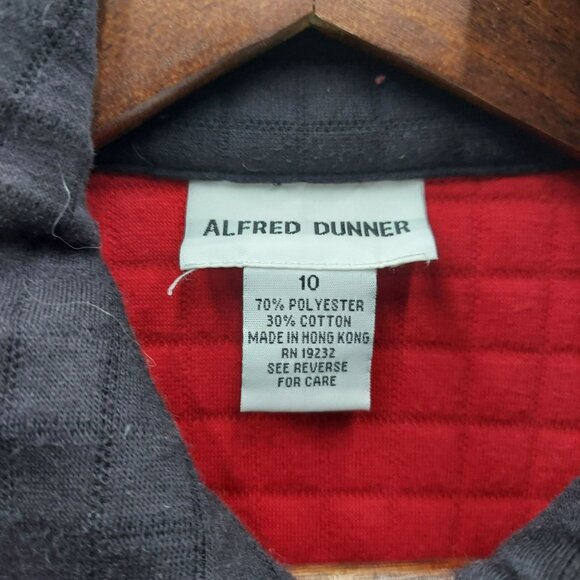 ALFRED DUNNER
10
70% POLYESTER
30% COTTON
MADE IN HONG KONG
RN 19232
SEE REVERSE
FOR CARE